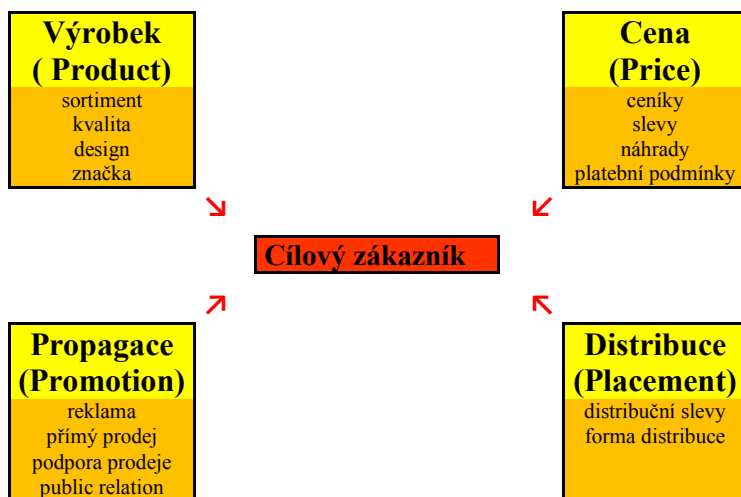 Výrobek
( Product)
sortiment
kvalita
design
značka
Cena
(Price)
ceníky
slevy
náhrady
platební podmínky
Cílový zákazník
Propagace
(Promotion)
reklama
přímý prodej
podpora prodeje
public relation
Distribuce
(Placement)
distribuční slevy
forma distribuce